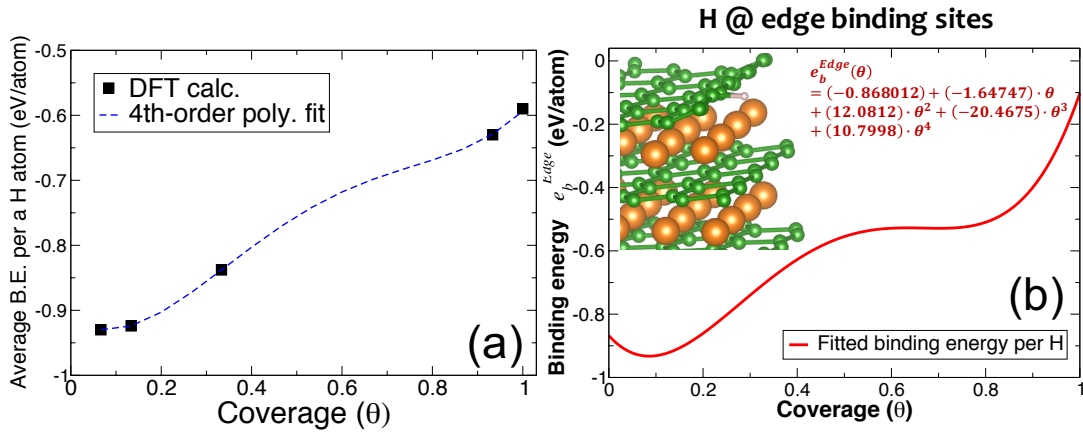 H @ edge binding sites
Average B.E. per a H atom (eV/atom)
-0.5
-0.6
-0.7
-0.8
-0.9
-1
DFT calc.
4th-order poly. fit
(a)
0
0.2
0.4
0.6
0.8
1
Coverage (θ)
Binding energy e_b^{Edge} (eV/atom)
0
-0.2
-0.4
-0.6
-0.8
-1
e_b^{Edge}(θ)
= (−0.868012) + (−1.64747) · θ
+ (12.0812) · θ² + (−20.4675) · θ³
+ (10.7998) · θ⁴
(b)
Fitted binding energy per H
0
0.2
0.4
0.6
0.8
1
Coverage (θ)